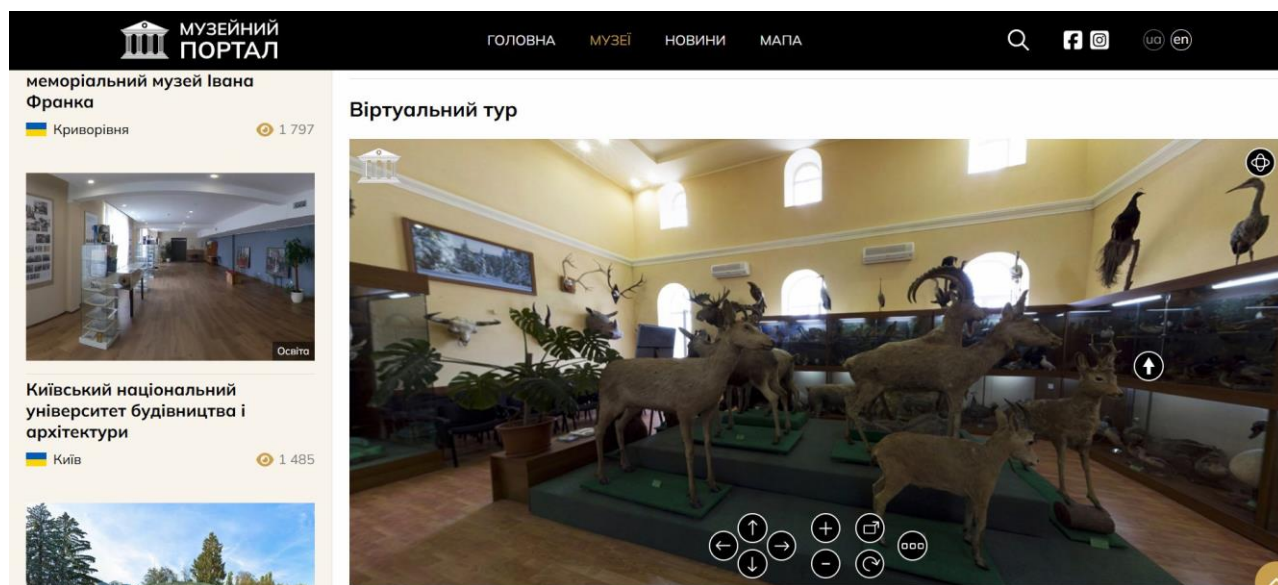 МУЗЕЙНИЙ
ПОРТАЛ
ГОЛОВНА МУЗЕЇ НОВИНИ МАПА
ua en
меморіальний музей Івана
Франка
Криворівня 1 797
Освіта
Київський національний
університет будівництва і
архітектури
Київ 1 485
Віртуальний тур